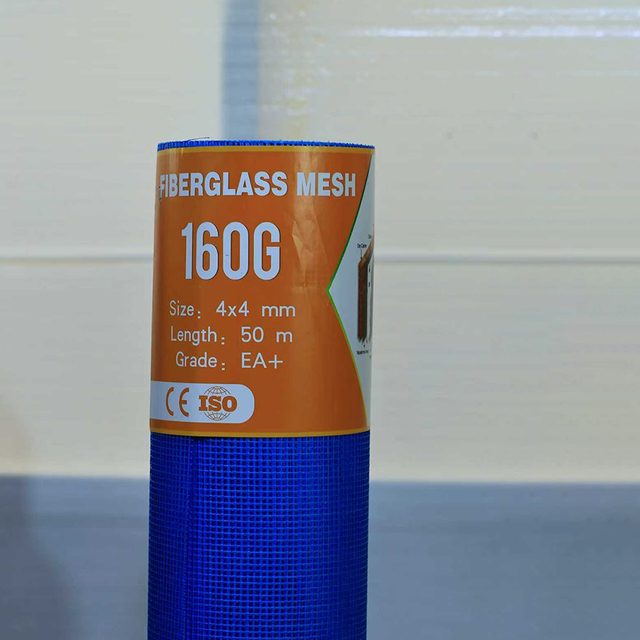 FIBERGLASS MESH
160G
Size: 4x4 mm
Length: 50 m
Grade: EA+
CE ISO